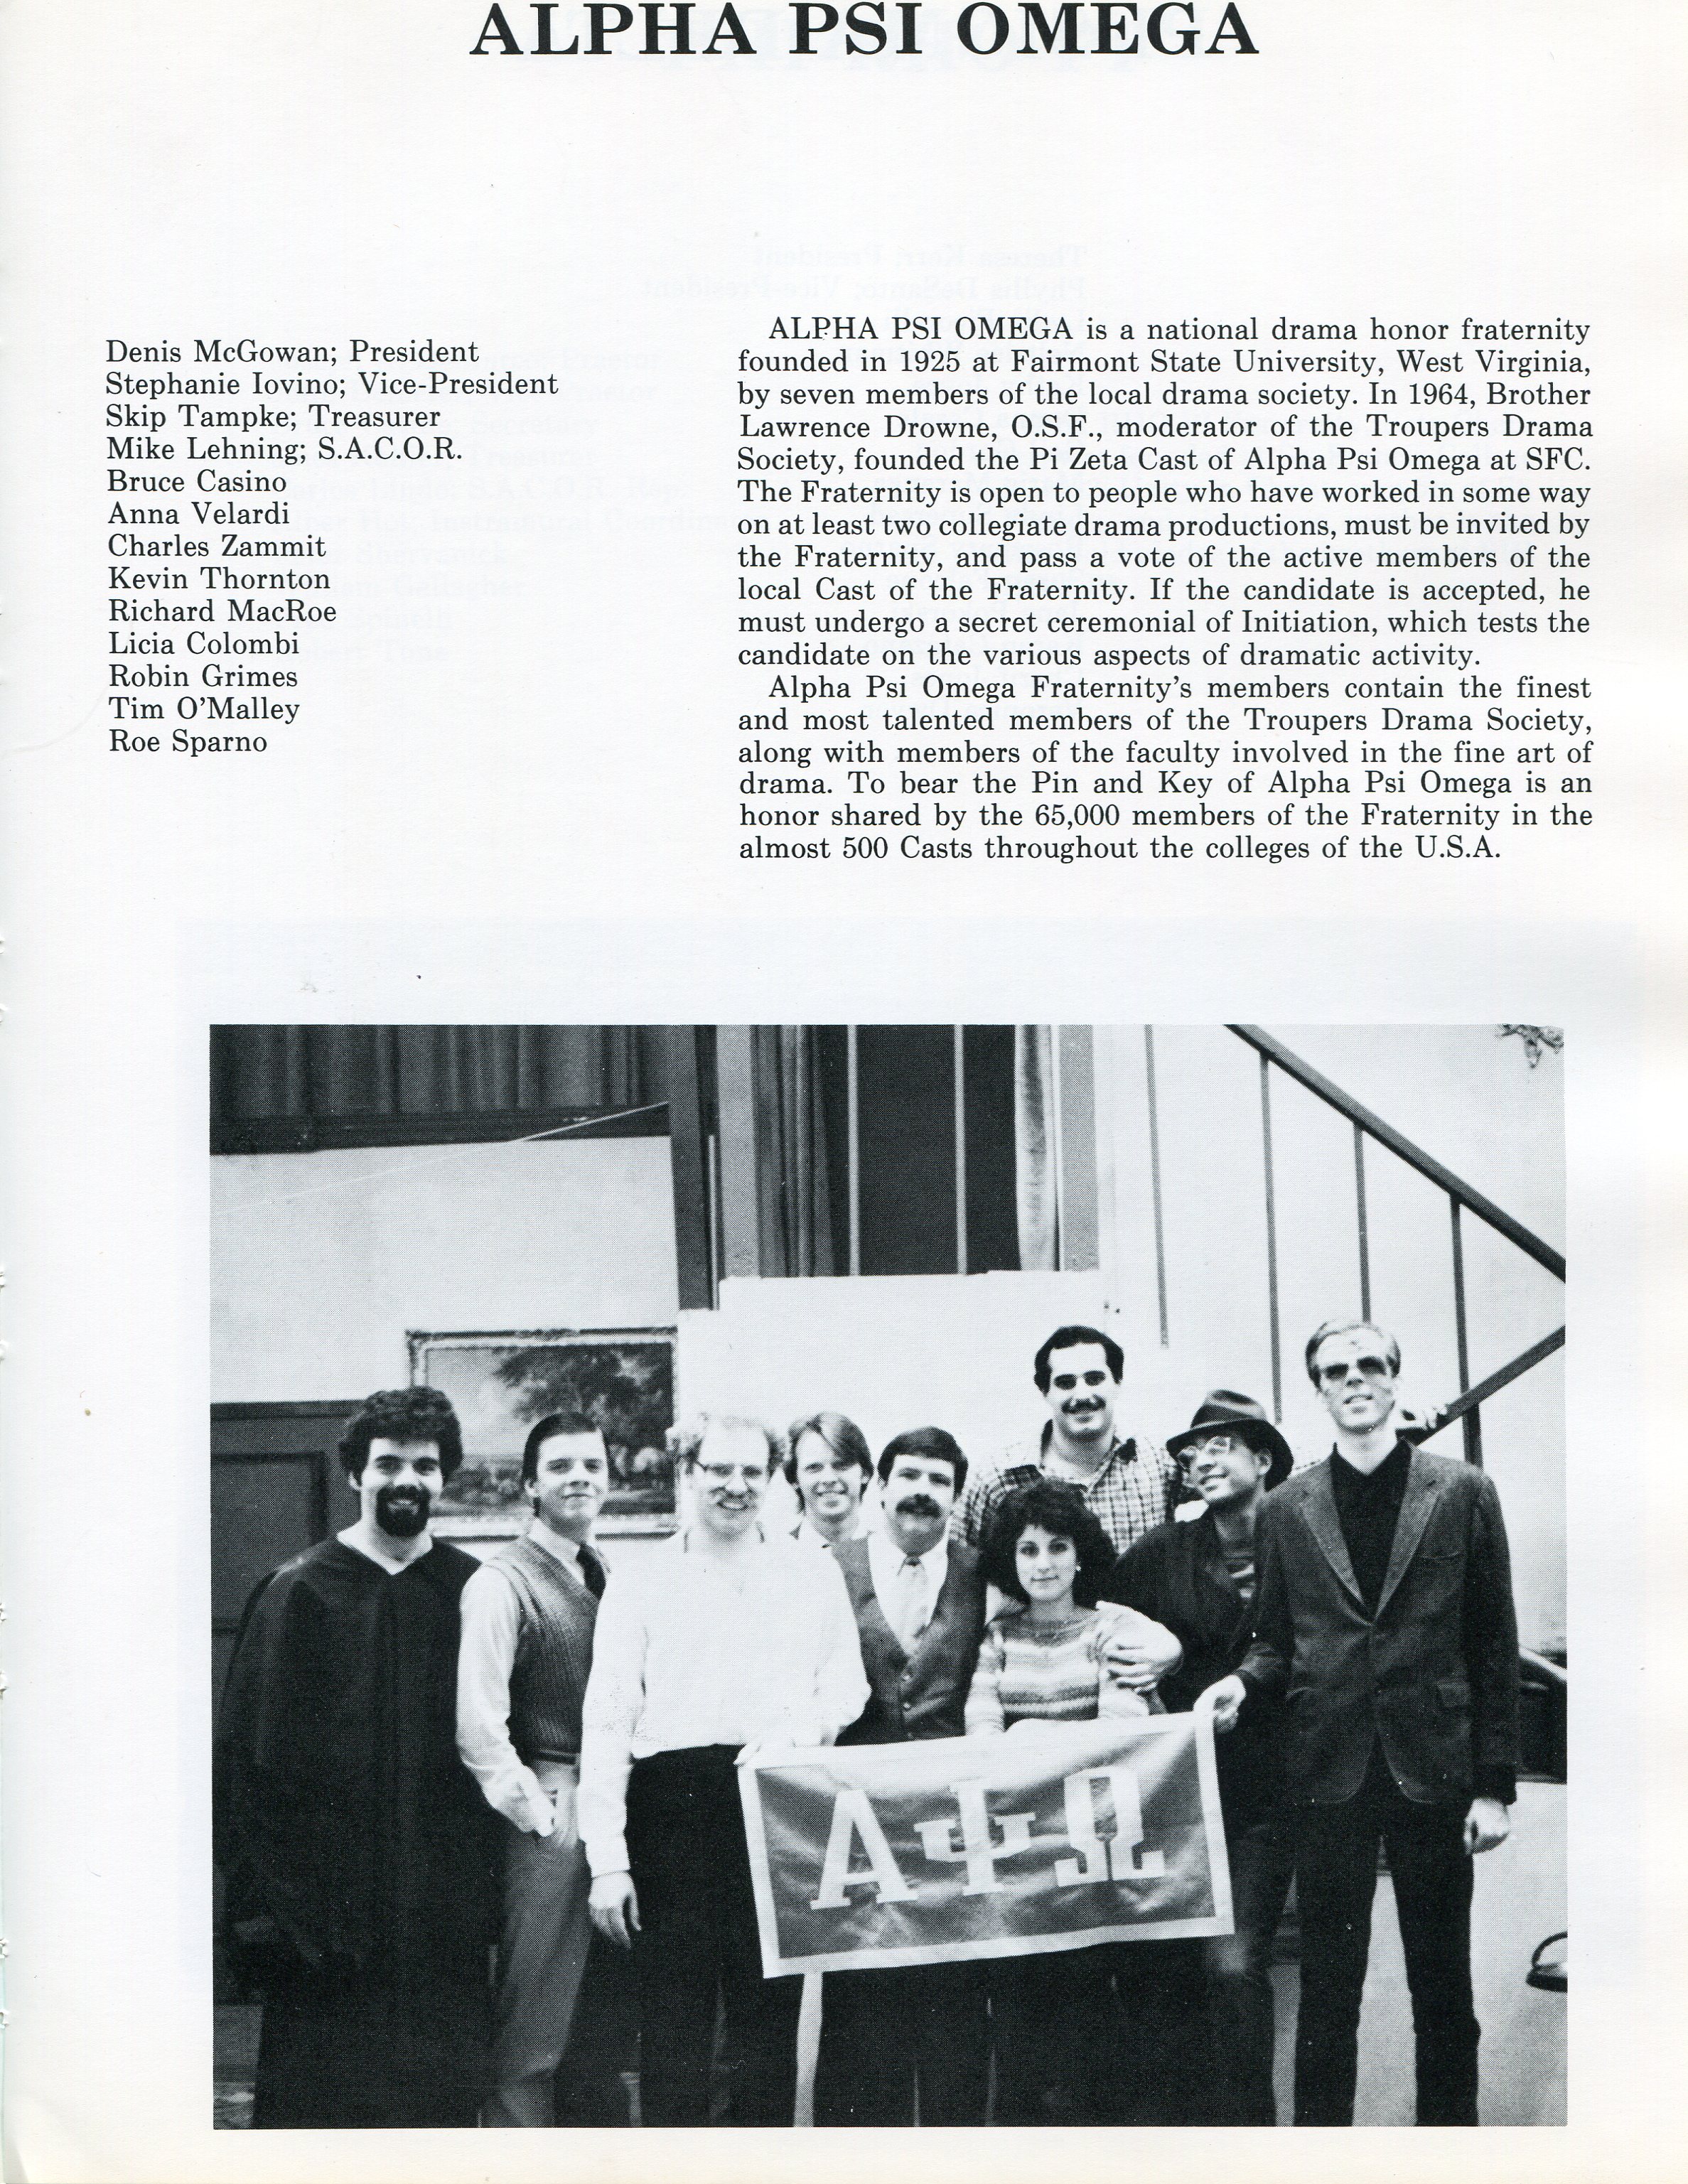 ALPHA PSI OMEGA
Denis McGowan; President
Stephanie Iovino; Vice-President
Skip Tampke; Treasurer
Mike Lehning; S.A.C.O.R.
Bruce Casino
Anna Velardi
Charles Zammit
Kevin Thornton
Richard MacRoe
Licia Colombi
Robin Grimes
Tim O'Malley
Roe Sparno
ALPHA PSI OMEGA is a national drama honor fraternity
founded in 1925 at Fairmont State University, West Virginia,
by seven members of the local drama society. In 1964, Brother
Lawrence Drowne, O.S.F., moderator of the Troupers Drama
Society, founded the Pi Zeta Cast of Alpha Psi Omega at SFC.
The Fraternity is open to people who have worked in some way
on at least two collegiate drama productions, must be invited by
the Fraternity, and pass a vote of the active members of the
local Cast of the Fraternity. If the candidate is accepted, he
must undergo a secret ceremonial of Initiation, which tests the
candidate on the various aspects of dramatic activity.
Alpha Psi Omega Fraternity's members contain the finest
and most talented members of the Troupers Drama Society,
along with members of the faculty involved in the fine art of
drama. To bear the Pin and Key of Alpha Psi Omega is an
honor shared by the 65,000 members of the Fraternity in the
almost 500 Casts throughout the colleges of the U.S.A.
ΑΨΩ